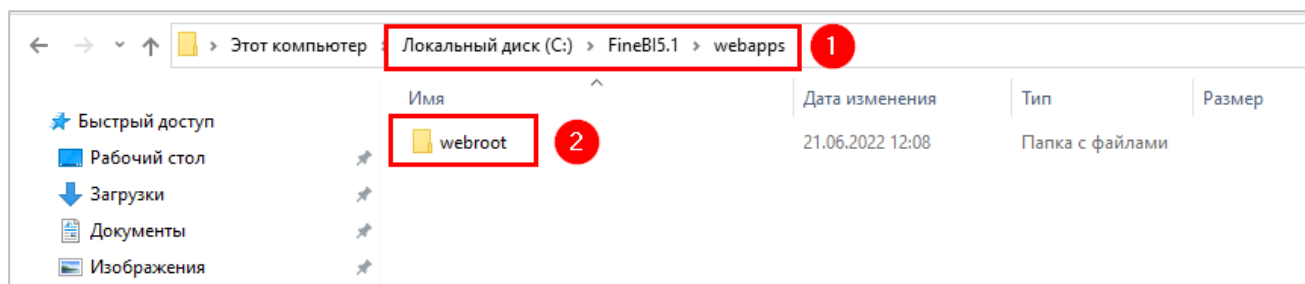 Этот компьютер › Локальный диск (C:) › FineBI5.1 › webapps 1
Имя Дата изменения Тип Размер
Быстрый доступ
webroot 2 21.06.2022 12:08 Папка с файлами
Рабочий стол
Загрузки
Документы
Изображения